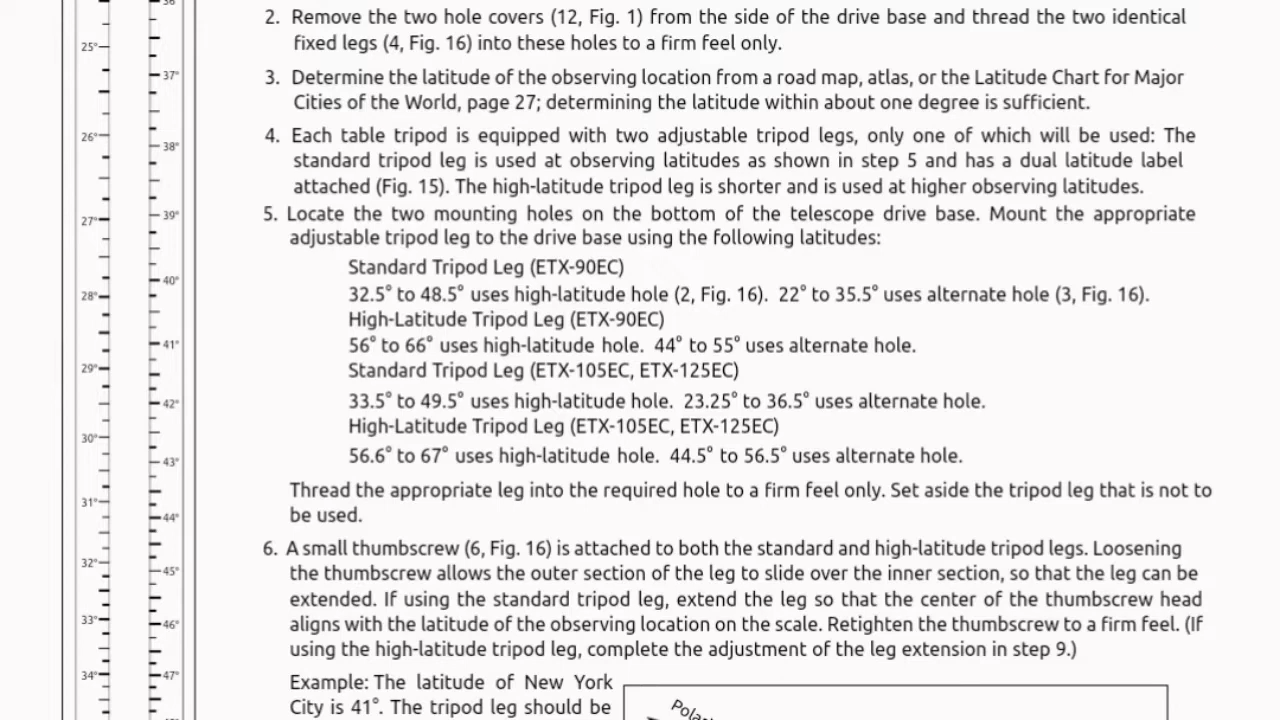 2. Remove the two hole covers (12, Fig. 1) from the side of the drive base and thread the two identical
fixed legs (4, Fig. 16) into these holes to a firm feel only.
3. Determine the latitude of the observing location from a road map, atlas, or the Latitude Chart for Major
Cities of the World, page 27; determining the latitude within about one degree is sufficient.
4. Each table tripod is equipped with two adjustable tripod legs, only one of which will be used: The
standard tripod leg is used at observing latitudes as shown in step 5 and has a dual latitude label
attached (Fig. 15). The high-latitude tripod leg is shorter and is used at higher observing latitudes.
5. Locate the two mounting holes on the bottom of the telescope drive base. Mount the appropriate
adjustable tripod leg to the drive base using the following latitudes:
Standard Tripod Leg (ETX-90EC)
32.5° to 48.5° uses high-latitude hole (2, Fig. 16). 22° to 35.5° uses alternate hole (3, Fig. 16).
High-Latitude Tripod Leg (ETX-90EC)
56° to 66° uses high-latitude hole. 44° to 55° uses alternate hole.
Standard Tripod Leg (ETX-105EC, ETX-125EC)
33.5° to 49.5° uses high-latitude hole. 23.25° to 36.5° uses alternate hole.
High-Latitude Tripod Leg (ETX-105EC, ETX-125EC)
56.6° to 67° uses high-latitude hole. 44.5° to 56.5° uses alternate hole.
Thread the appropriate leg into the required hole to a firm feel only. Set aside the tripod leg that is not to
be used.
6. A small thumbscrew (6, Fig. 16) is attached to both the standard and high-latitude tripod legs. Loosening
the thumbscrew allows the outer section of the leg to slide over the inner section, so that the leg can be
extended. If using the standard tripod leg, extend the leg so that the center of the thumbscrew head
aligns with the latitude of the observing location on the scale. Retighten the thumbscrew to a firm feel. (If
using the high-latitude tripod leg, complete the adjustment of the leg extension in step 9.)
Example: The latitude of New York
City is 41°. The tripod leg should be
25°
26°
27°
28°
29°
30°
31°
32°
33°
34°
37°
38°
39°
40°
41°
42°
43°
44°
45°
46°
47°